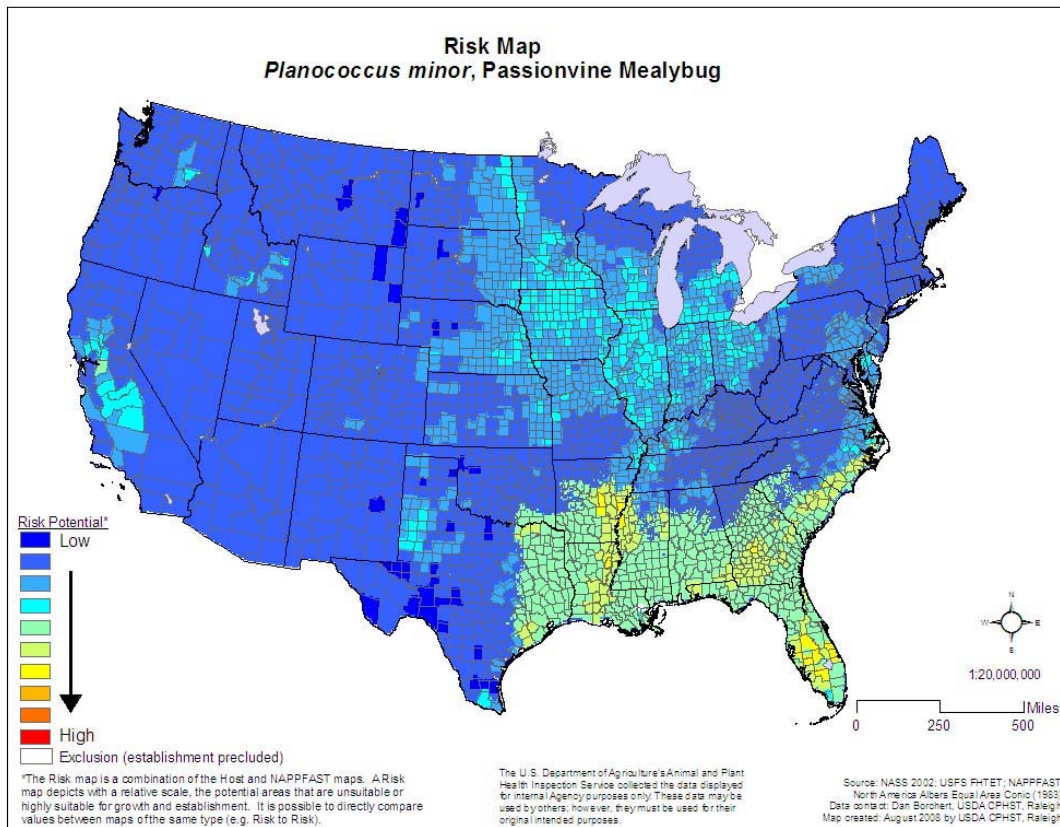 Risk Map
Planococcus minor, Passionvine Mealybug
Risk Potential*
Low
High
Exclusion (establishment precluded)
N
W
E
S
1:20,000,000
Miles
0
250
500
*The Risk map is a combination of the Host and NAPPFAST maps. A Risk
map depicts with a relative scale, the potential areas that are unsuitable or
highly suitable for growth and establishment. It is possible to directly compare
values between maps of the same type (e.g. Risk to Risk).
The U.S. Department of Agriculture's Animal and Plant
Health Inspection Service collected the data displayed
for internal Agency purposes only. These data may be
used by others; however, they must be used for their
original intended purposes.
Source: NASS 2002; USFS FHTET; NAPPFAST
North America Albers Equal Area Conic (1983)
Data contact: Dan Borchert, USDA CPHST, Raleigh
Map created: August 2008 by USDA CPHST, Raleigh